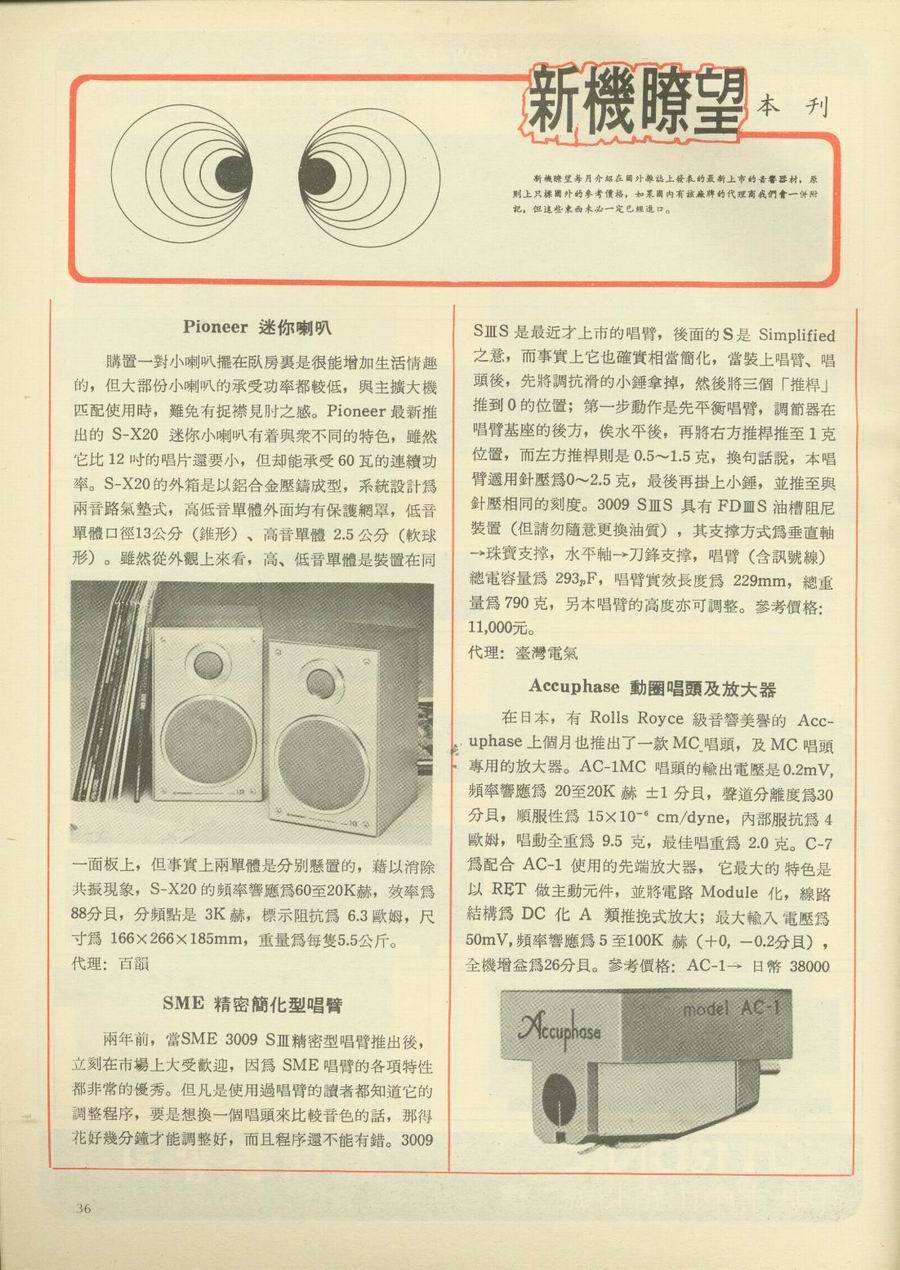 新機瞭望
本刊
新機瞭望每月介紹在國外雜誌上發表的最新上市的音響器材，原
則上只採國外的參考價格，如果國內有該廠牌的代理商我們會一併附
記，但這些東西未必一定已經進口。
Pioneer 迷你喇叭
購置一對小喇叭擺在臥房裏是很能增加生活情趣
的，但大部份小喇叭的承受功率都較低，與主擴大機
匹配使用時，難免有捉襟見肘之感。Pioneer 最新推
出的 S-X20 迷你小喇叭有着與衆不同的特色，雖然
它比 12 吋的唱片還要小，但却能承受 60 瓦的連續功
率。S-X20 的外箱是以鋁合金壓鑄成型，系統設計爲
兩音路氣墊式，高低音單體外面均有保護網罩，低音
單體口徑13公分（錐形）、高音單體 2.5 公分（軟球
形）。雖然從外觀上來看，高、低音單體是裝置在同
一面板上，但事實上兩單體是分別懸置的，藉以消除
共振現象，S-X20 的頻率響應爲60至20K赫，效率爲
88分貝，分頻點是 3K 赫，標示阻抗爲 6.3 歐姆，尺
寸爲 166×266×185mm，重量爲每隻5.5公斤。
代理：百韻
SME 精密簡化型唱臂
兩年前，當SME 3009 SⅢ精密型唱臂推出後，
立刻在市場上大受歡迎，因爲 SME 唱臂的各項特性
都非常的優秀。但凡是使用過唱臂的讀者都知道它的
調整程序，要是想換一個唱頭來比較音色的話，那得
花好幾分鐘才能調整好，而且程序還不能有錯。3009
SⅢS 是最近才上市的唱臂，後面的 S 是 Simplified
之意，而事實上它也確實相當簡化，當裝上唱臂、唱
頭後，先將調抗滑的小錘拿掉，然後將三個「推桿」
推到 0 的位置；第一步動作是先平衡唱臂，調節器在
唱臂基座的後方，俟水平後，再將右方推桿推至 1 克
位置，而左方推桿則是 0.5～1.5 克，換句話說，本唱
臂適用針壓爲0～2.5 克，最後再掛上小錘，並推至與
針壓相同的刻度。3009 SⅢS 具有 FDⅢS 油槽阻尼
裝置（但請勿隨意更換油質），其支撐方式爲垂直軸
→珠寶支撐，水平軸→刀鋒支撐，唱臂（含訊號線）
總電容量爲 293pF，唱臂實效長度爲 229mm，總重
量爲 790 克，另本唱臂的高度亦可調整。參考價格：
11,000元。
代理：臺灣電氣
Accuphase 動圈唱頭及放大器
在日本，有 Rolls Royce 級音響美譽的 Acc-
uphase 上個月也推出了一款 MC 唱頭，及 MC 唱頭
專用的放大器。AC-1MC 唱頭的輸出電壓是0.2mV,
頻率響應爲 20至20K 赫 ±1 分貝，聲道分離度爲30
分貝，順服性爲 15×10⁻⁶ cm/dyne，內部服抗爲 4
歐姆，唱動全重爲 9.5 克，最佳唱重爲 2.0 克。C-7
爲配合 AC-1 使用的先端放大器，它最大的 特色是
以 RET 做主動元件，並將電路 Module 化，線路
結構爲 DC 化 A 類推挽式放大；最大輸入 電壓爲
50mV, 頻率響應爲 5 至100K 赫（+0, −0.2分貝），
全機增益爲26分貝。參考價格：AC-1→ 日幣 38000
Accuphase
model AC-1
36